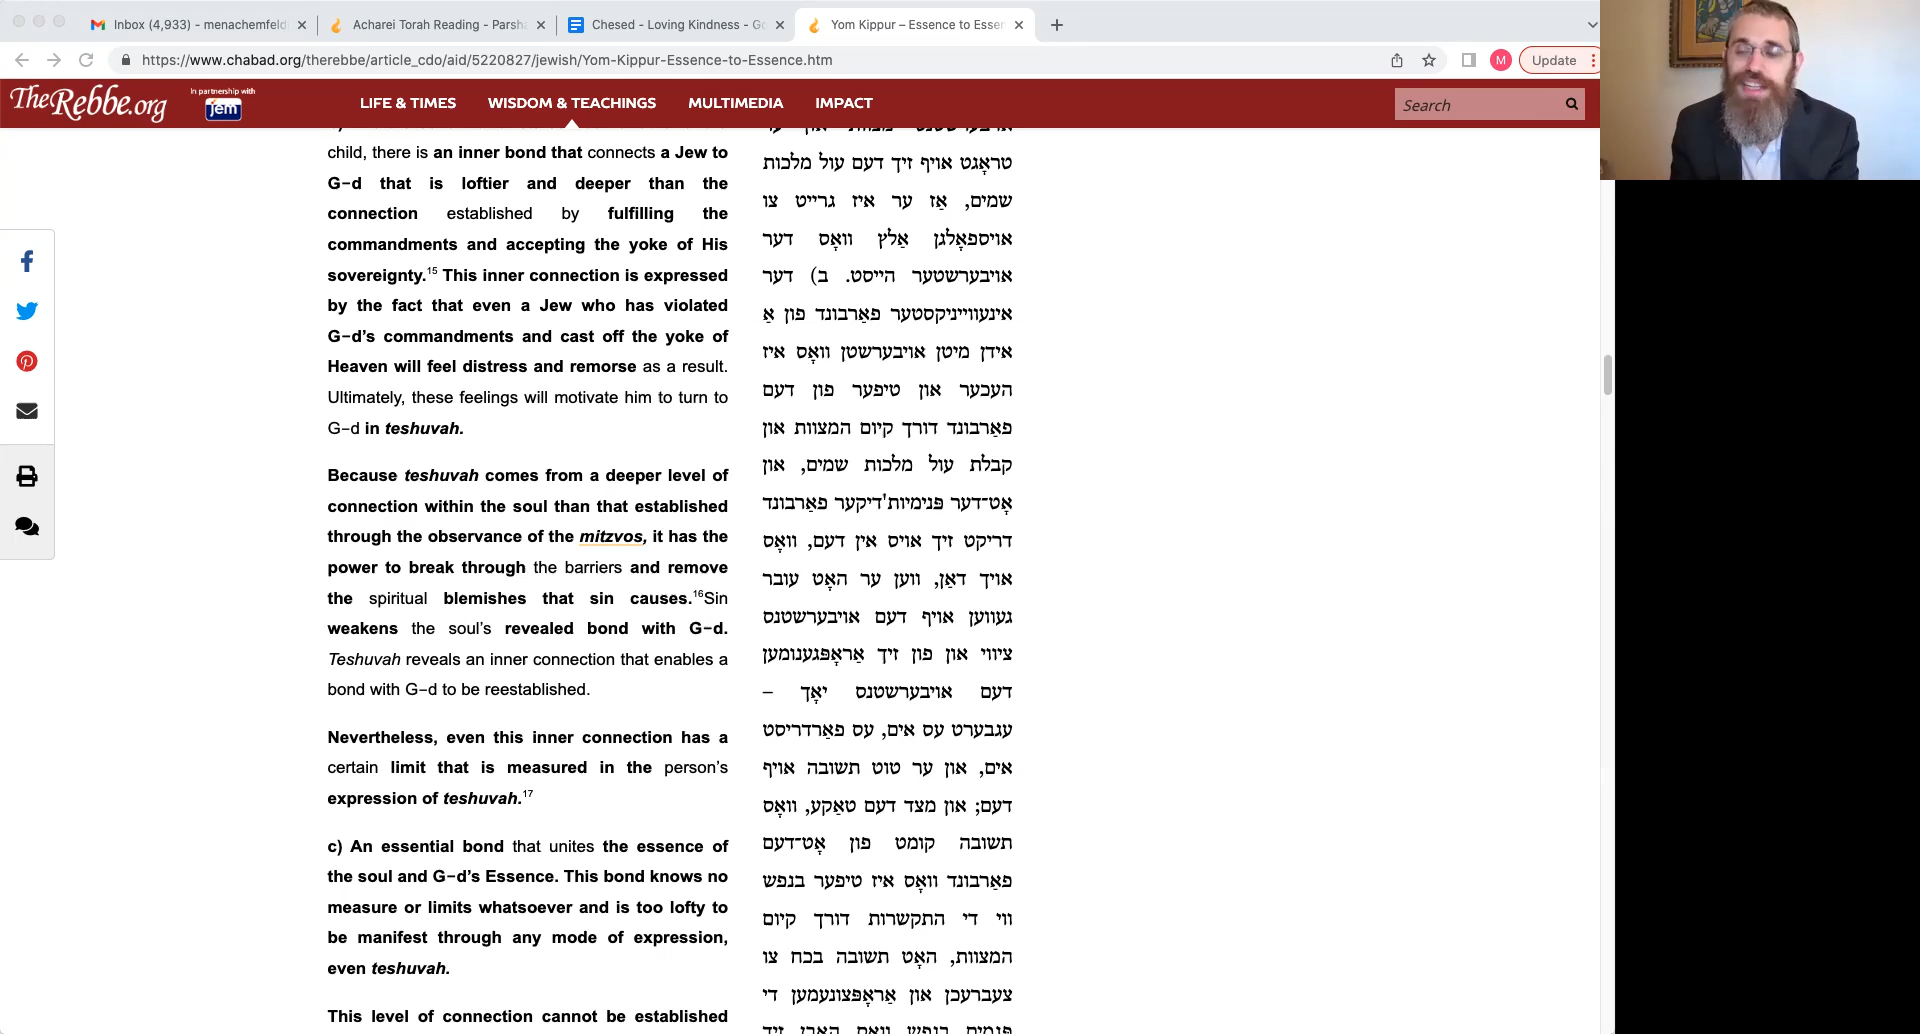 Inbox (4,933) - menachemfeld
Acharei Torah Reading - Parsha
Chesed - Loving Kindness - Go
Yom Kippur – Essence to Essen
https://www.chabad.org/therebbe/article_cdo/aid/5220827/jewish/Yom-Kippur-Essence-to-Essence.htm
M
Update
TheRebbe.org
In partnership with
jem
LIFE & TIMES
WISDOM & TEACHINGS
MULTIMEDIA
IMPACT
Search
child, there is an inner bond that connects a Jew to
G–d that is loftier and deeper than the
connection established by fulfilling the
commandments and accepting the yoke of His
sovereignty.15 This inner connection is expressed
by the fact that even a Jew who has violated
G–d's commandments and cast off the yoke of
Heaven will feel distress and remorse as a result.
Ultimately, these feelings will motivate him to turn to
G–d in teshuvah.
Because teshuvah comes from a deeper level of
connection within the soul than that established
through the observance of the mitzvos, it has the
power to break through the barriers and remove
the spiritual blemishes that sin causes.16Sin
weakens the soul's revealed bond with G–d.
Teshuvah reveals an inner connection that enables a
bond with G–d to be reestablished.
Nevertheless, even this inner connection has a
certain limit that is measured in the person's
expression of teshuvah.17
c) An essential bond that unites the essence of
the soul and G–d's Essence. This bond knows no
measure or limits whatsoever and is too lofty to
be manifest through any mode of expression,
even teshuvah.
This level of connection cannot be established
טראָגט אויף זיך דעם עול מלכות
שמים, אַז ער איז גרייט צו
אויספאָלגן אַלץ וואָס דער
אויבערשטער הייסט. ב) דער
אינעווייניקסטער פאַרבונד פון אַ
אידן מיטן אויבערשטן וואָס איז
העכער און טיפער פון דעם
פאַרבונד דורך קיום המצוות און
קבלת עול מלכות שמים, און
אָט־דער פנימיות'דיקער פאַרבונד
דריקט זיך אויס אין דעם, וואָס
אויך דאַן, ווען ער האָט עובר
געווען אויף דעם אויבערשטנס
ציווי און פון זיך אַראָפּגענומען
דעם אויבערשטנס יאָך –
עגבערט עס אים, עס פאַרדריסט
אים, און ער טוט תשובה אויף
דעם; און מצד דעם טאַקע, וואָס
תשובה קומט פון אָט־דעם
פאַרבונד וואָס איז טיפער בנפש
ווי די התקשרות דורך קיום
המצוות, האָט תשובה בכח צו
צעברעכן און אַראָפּצונעמען די